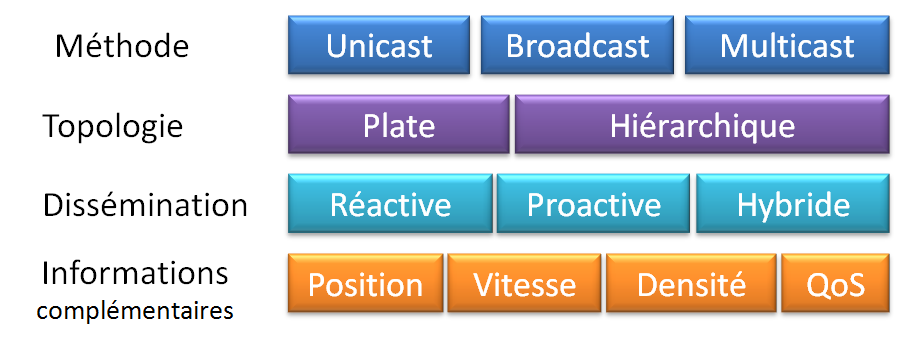 Méthode Unicast Broadcast Multicast
Topologie Plate Hiérarchique
Dissémination Réactive Proactive Hybride
Informations Position Vitesse Densité QoS
complémentaires